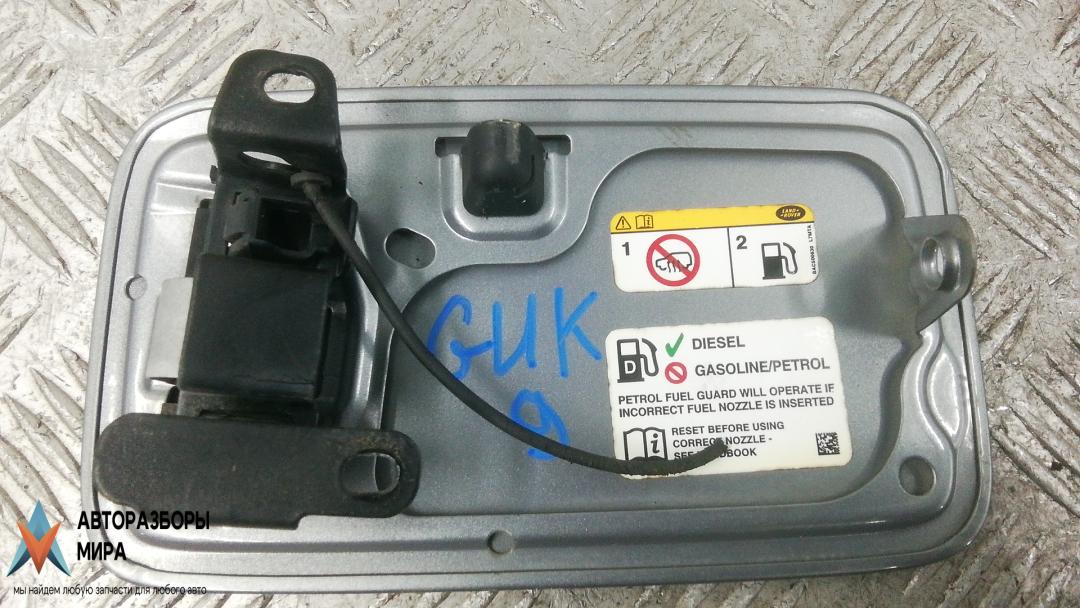 LAND-
ROVER
1
2
GUK
9
D
DIESEL
GASOLINE/PETROL
PETROL FUEL GUARD WILL OPERATE IF
INCORRECT FUEL NOZZLE IS INSERTED
RESET BEFORE USING
CORRECT NOZZLE -
SEE HANDBOOK
АВТОРАЗБОРЫ
МИРА
мы найдем любую запчасти для любого авто